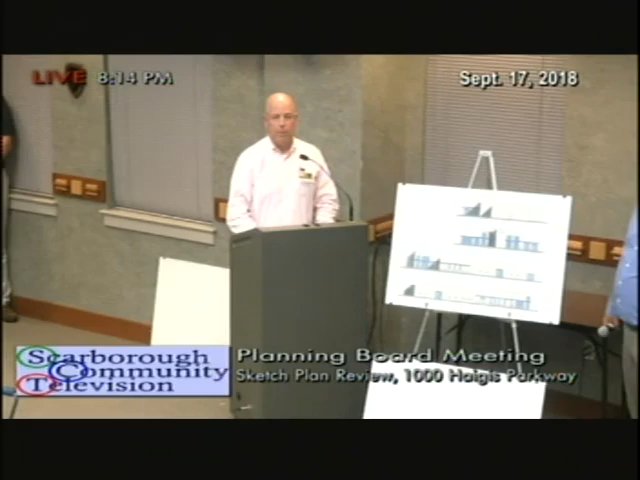 LIVE 8:14 PM
Sept. 17, 2018
Scarborough
Community
Television
Planning Board Meeting
Sketch Plan Review, 1000 Haigis Parkway